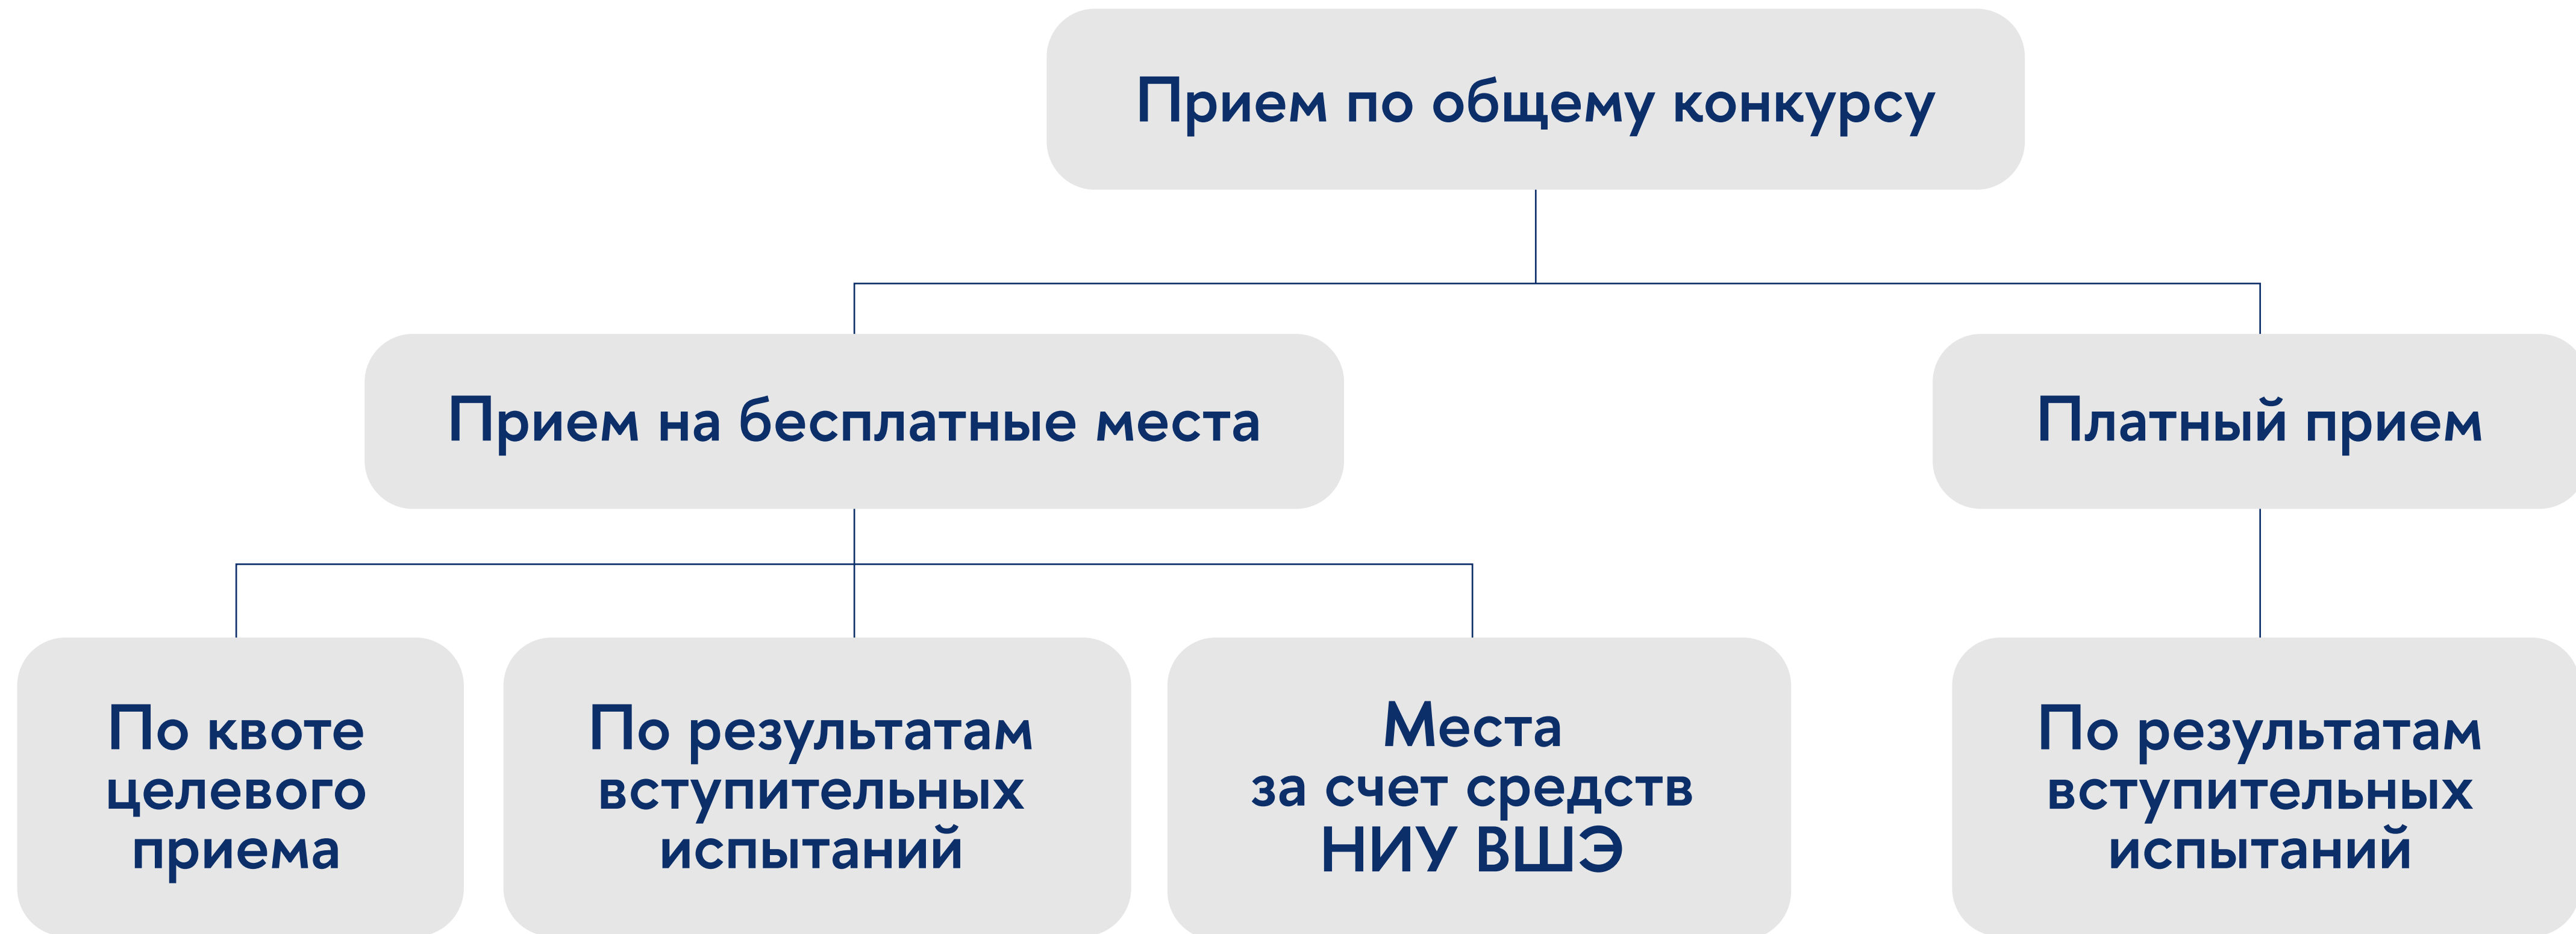 Прием по общему конкурсу
Прием на бесплатные места
Платный прием
По квоте
целевого
приема
По результатам
вступительных
испытаний
Места
за счет средств
НИУ ВШЭ
По результатам
вступительных
испытаний